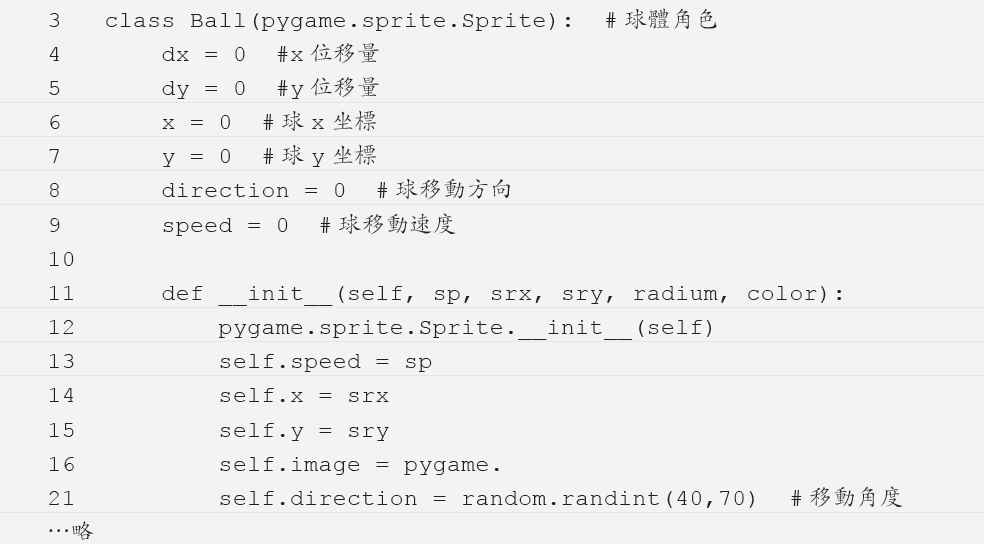 3 class Ball(pygame.sprite.Sprite): #球體角色
4 dx = 0 #x 位移量
5 dy = 0 #y 位移量
6 x = 0 #球 x 坐標
7 y = 0 #球 y 坐標
8 direction = 0 #球移動方向
9 speed = 0 #球移動速度
10
11 def __init__(self, sp, srx, sry, radium, color):
12 pygame.sprite.Sprite.__init__(self)
13 self.speed = sp
14 self.x = srx
15 self.y = sry
16 self.image = pygame.
21 self.direction = random.randint(40,70) #移動角度
…略